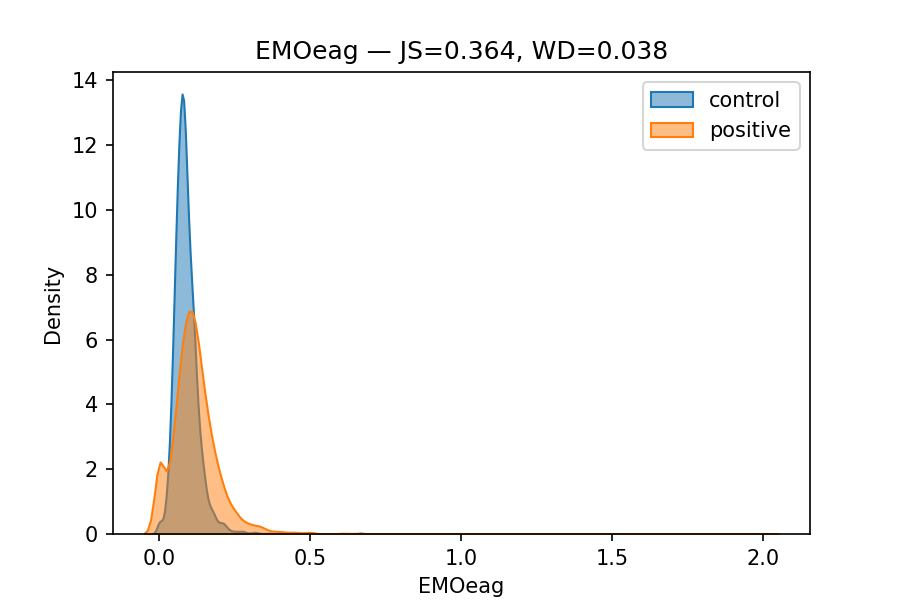 EMOeag — JS=0.364, WD=0.038
control
positive
14
12
10
8
6
4
2
0
Density
0.0 0.5 1.0 1.5 2.0
EMOeag